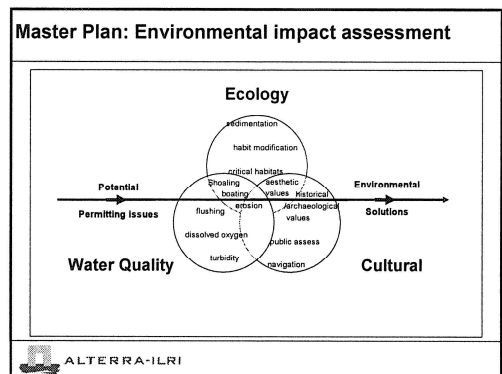 Master Plan: Environmental impact assessment
Ecology
sedimentation
habit modification
critical habitats
Shoaling
aesthetic
values
boating
historical
Potential
Environmental
erosion
/archaeological
values
Permitting issues
flushing
Solutions
dissolved oxygen
public assess
turbidity
navigation
Water Quality
Cultural
ALTERRA-ILRI